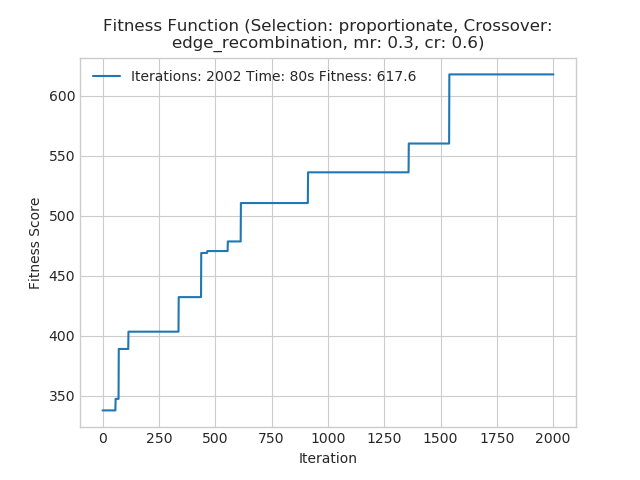 Fitness Function (Selection: proportionate, Crossover:
edge_recombination, mr: 0.3, cr: 0.6)
Iterations: 2002 Time: 80s Fitness: 617.6
600
550
500
450
400
350
Fitness Score
0 250 500 750 1000 1250 1500 1750 2000
Iteration